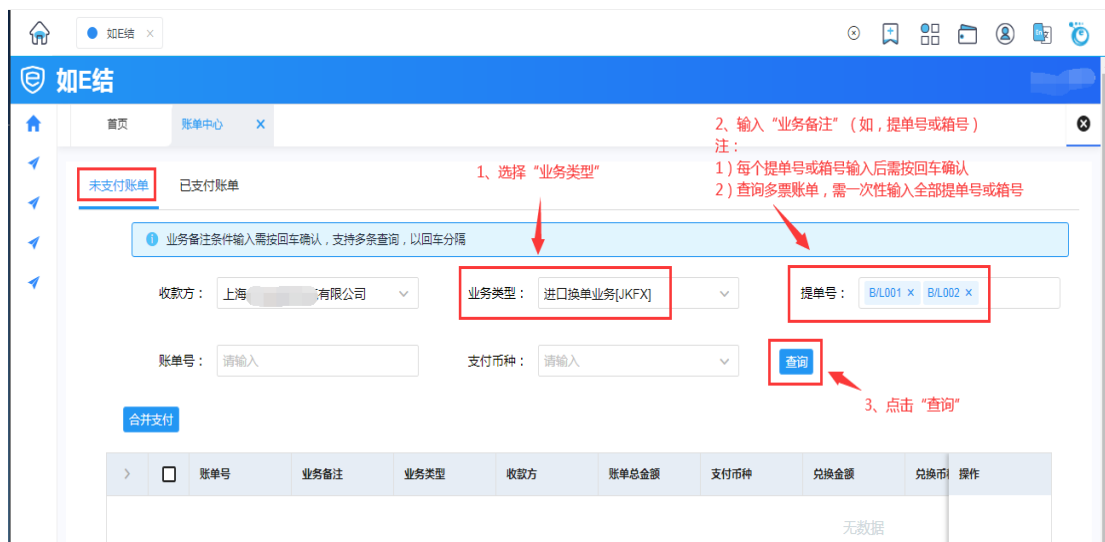 如E结
如E结
首页 账单中心
未支付账单 已支付账单
1、选择“业务类型”
2、输入“业务备注”（如，提单号或箱号）
注：
1）每个提单号或箱号输入后需按回车确认
2）查询多票账单，需一次性输入全部提单号或箱号
业务备注条件输入需按回车确认，支持多条查询，以回车分隔
收款方： 上海 有限公司 业务类型： 进口换单业务[JKFX] 提单号： B/L001 × B/L002 ×
账单号： 请输入 支付币种： 请输入 查询
3、点击“查询”
合并支付
账单号 业务备注 业务类型 收款方 账单总金额 支付币种 兑换金额 兑换币 操作
无数据